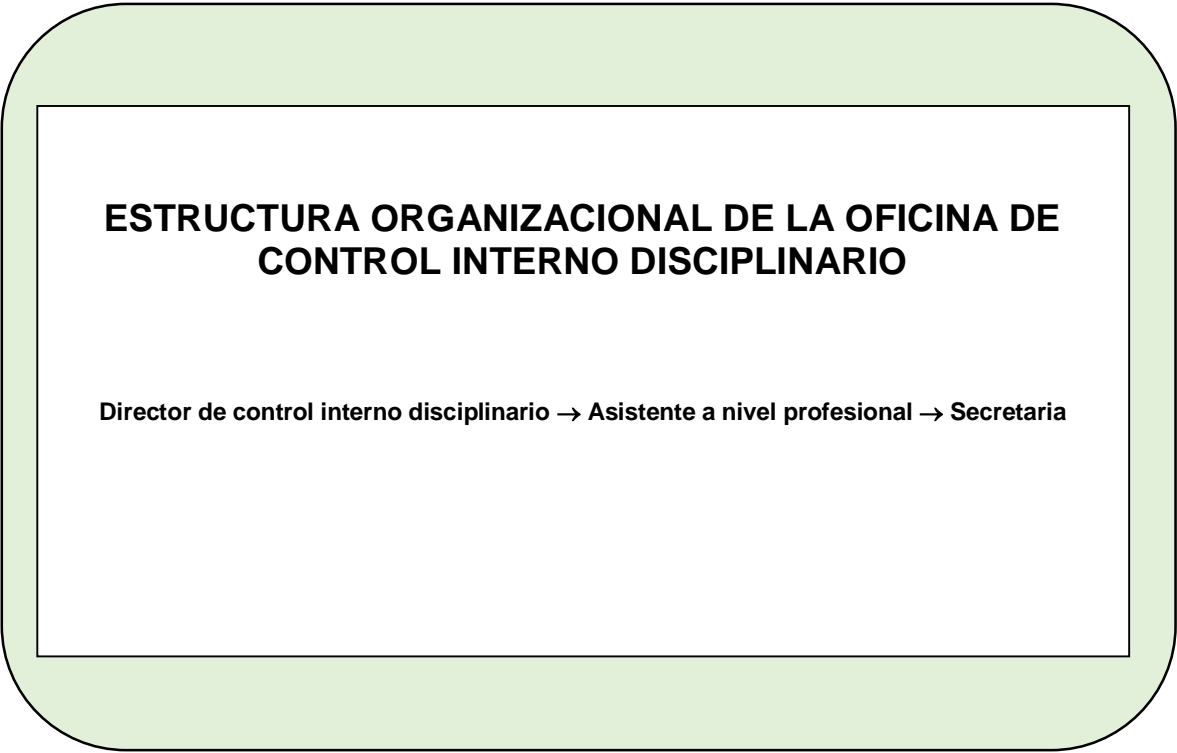 ESTRUCTURA ORGANIZACIONAL DE LA OFICINA DE
CONTROL INTERNO DISCIPLINARIO
Director de control interno disciplinario → Asistente a nivel profesional → Secretaria